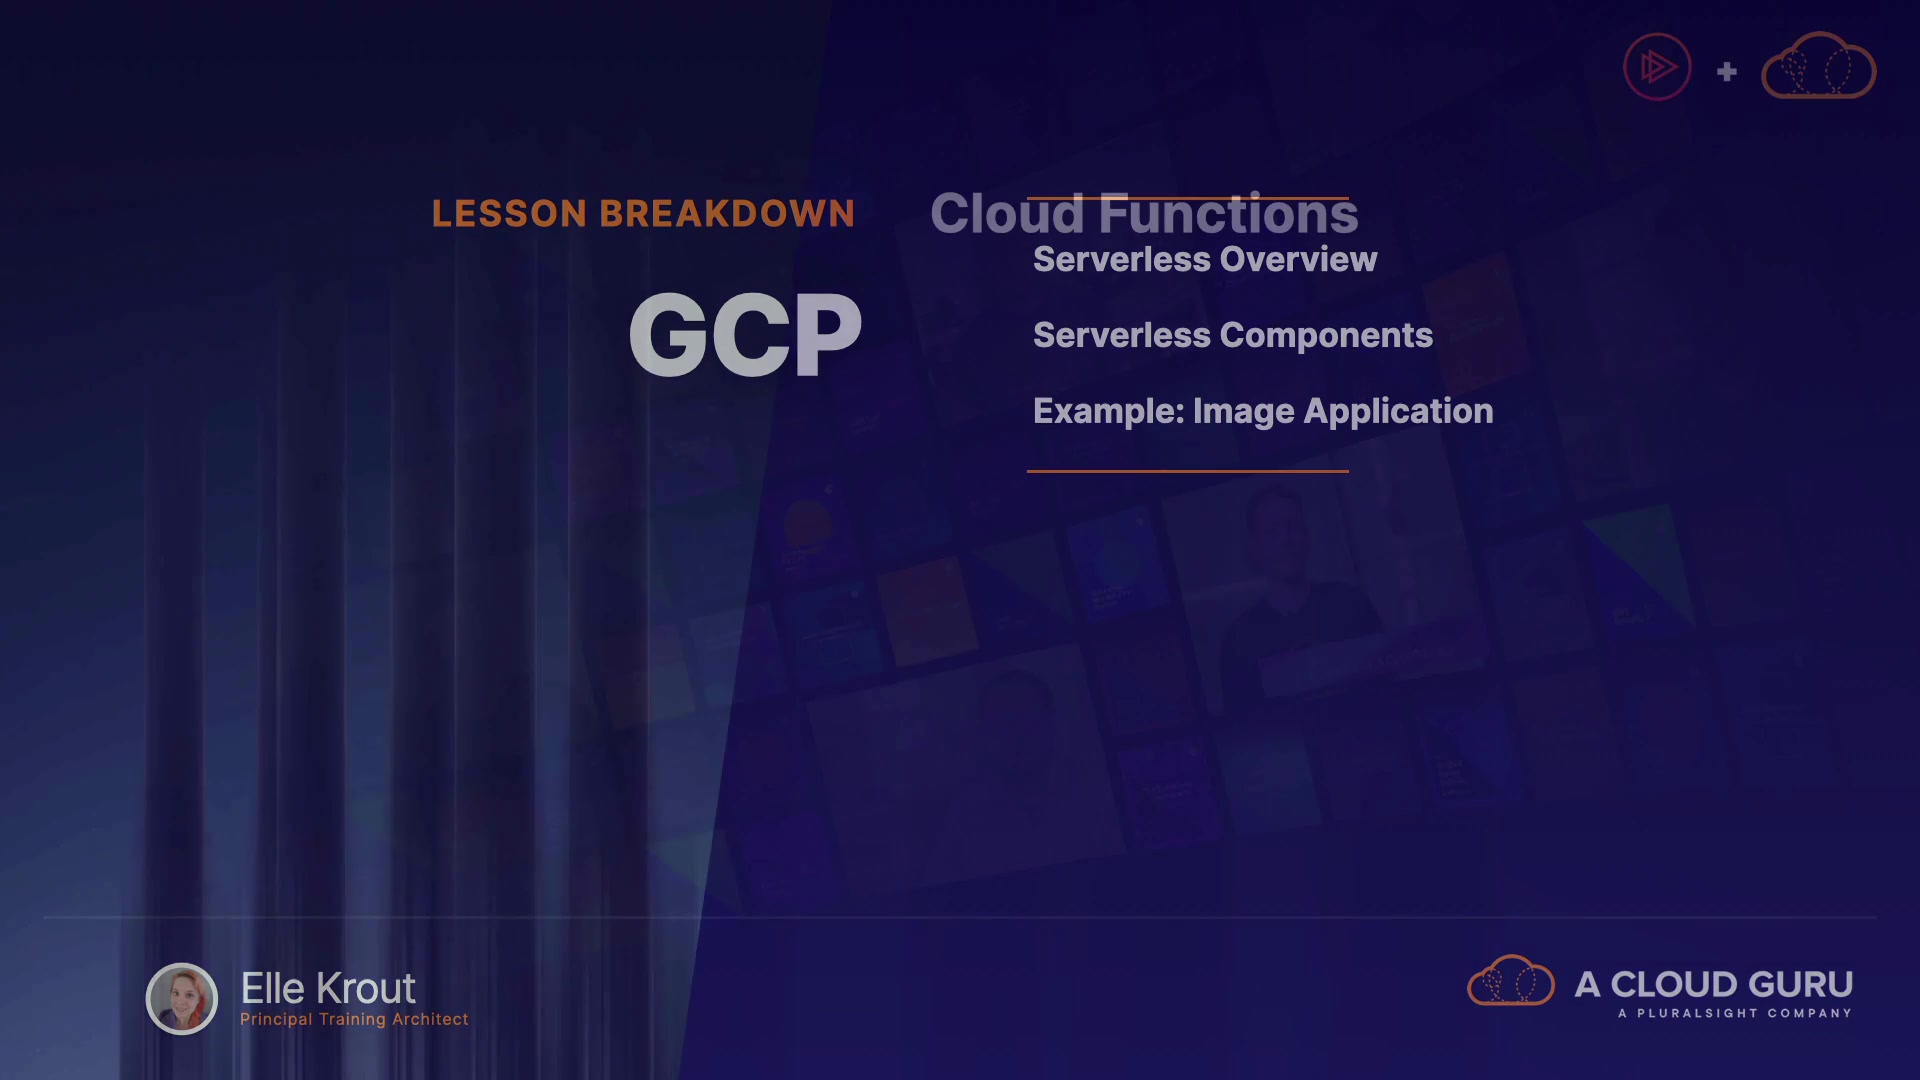 LESSON BREAKDOWN
GCP
Cloud Functions
Serverless Overview
Serverless Components
Example: Image Application
Elle Krout
Principal Training Architect
A CLOUD GURU
A PLURALSIGHT COMPANY